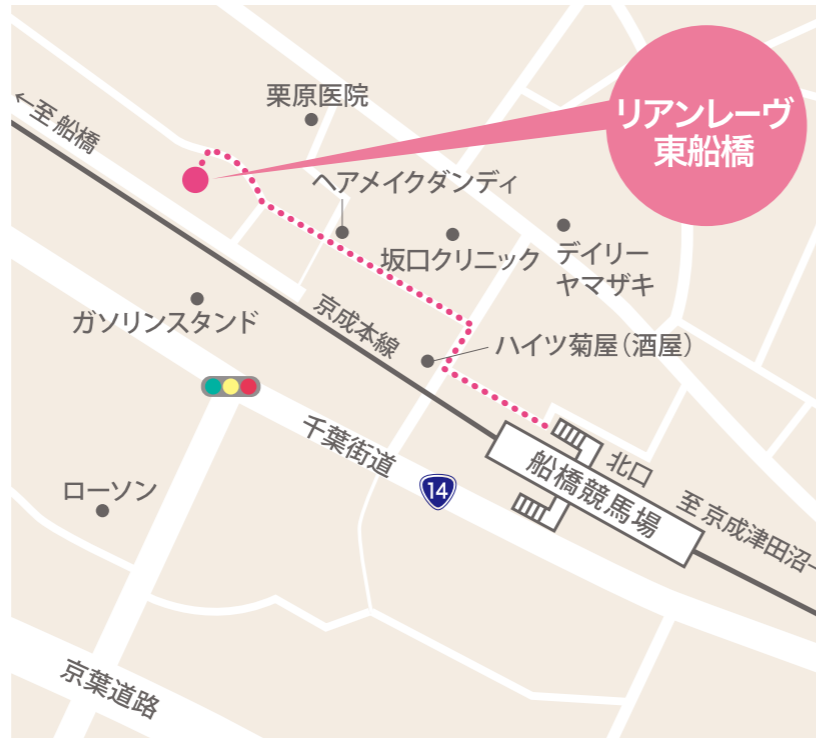 栗原医院
リアンレーヴ
東船橋
←至 船橋
ヘアメイクダンディ
坂口クリニック
デイリー
ヤマザキ
ガソリンスタンド
京成本線
ハイツ菊屋（酒屋）
千葉街道
14
北口
船橋競馬場
至 京成津田沼→
ローソン
京葉道路